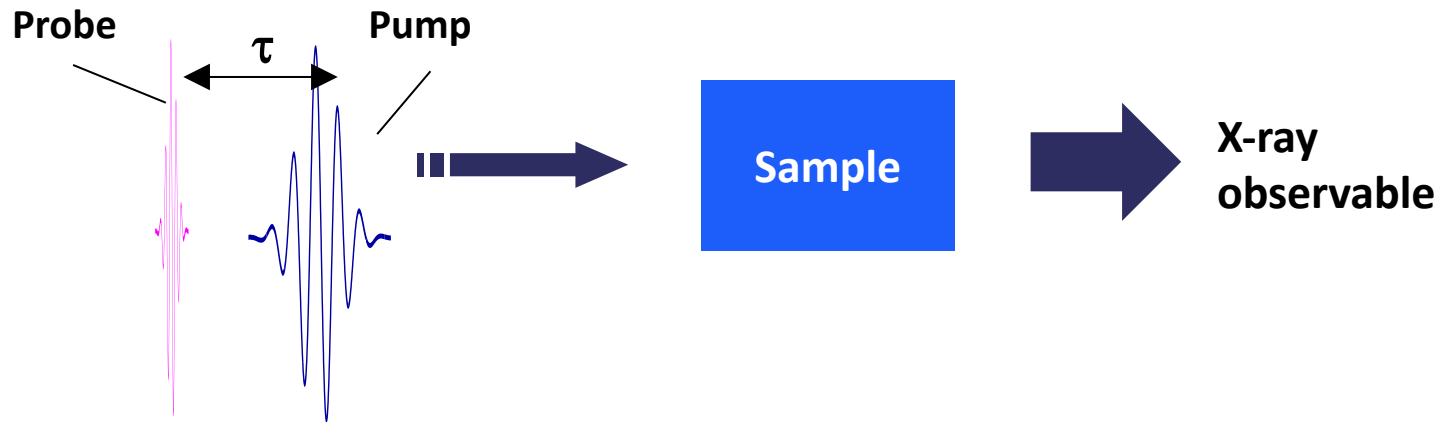 Probe
τ
Pump
Sample
X-ray
observable